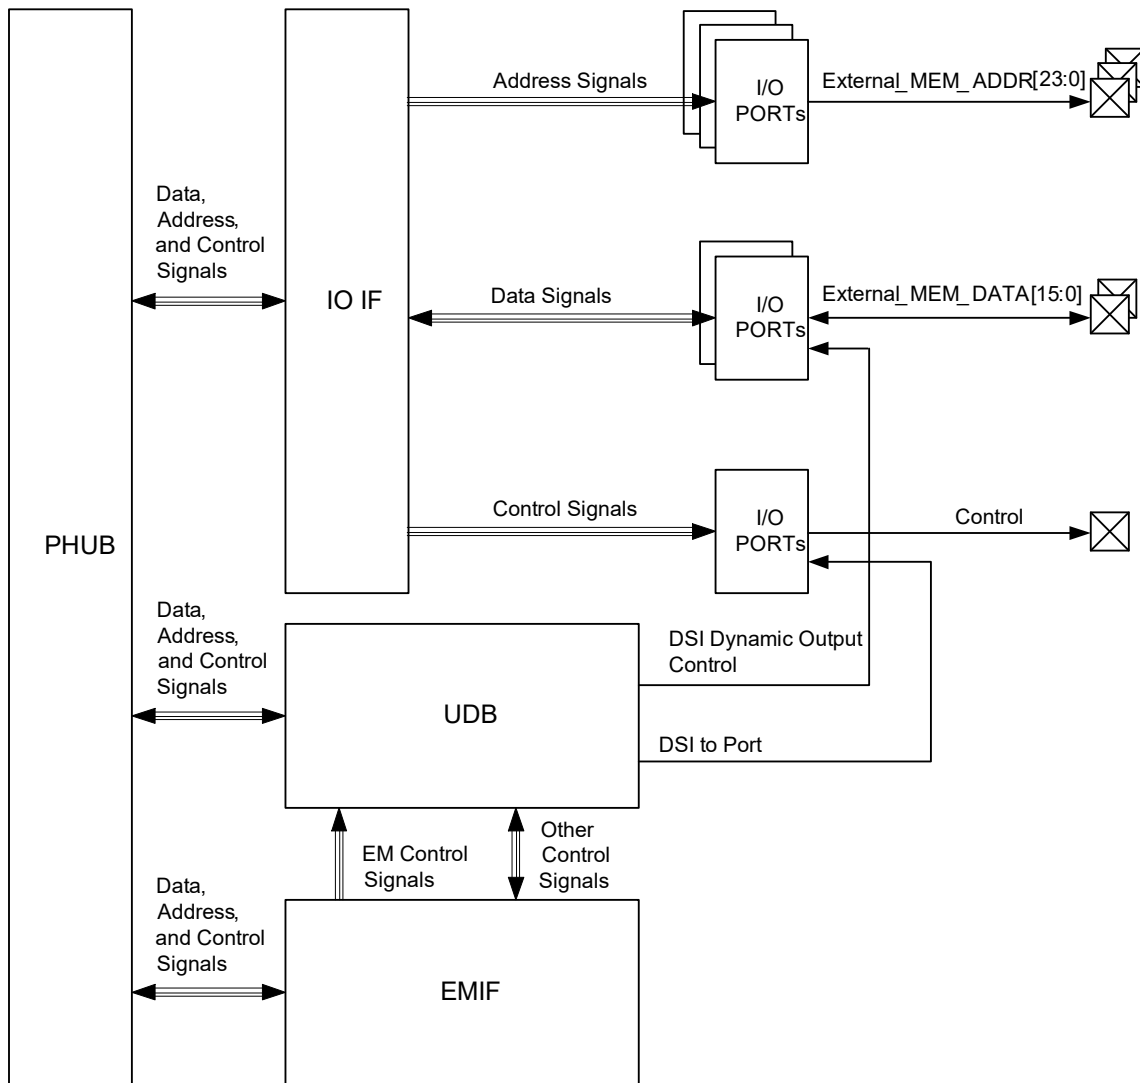 Address Signals
I/O
PORTs
External_MEM_ADDR[23:0]
Data,
Address,
and Control
Signals
IO IF
Data Signals
I/O
PORTs
External_MEM_DATA[15:0]
Control Signals
I/O
PORTs
Control
PHUB
Data,
Address,
and Control
Signals
DSI Dynamic Output
Control
UDB
DSI to Port
EM Control
Signals
Other
Control
Signals
Data,
Address,
and Control
Signals
EMIF